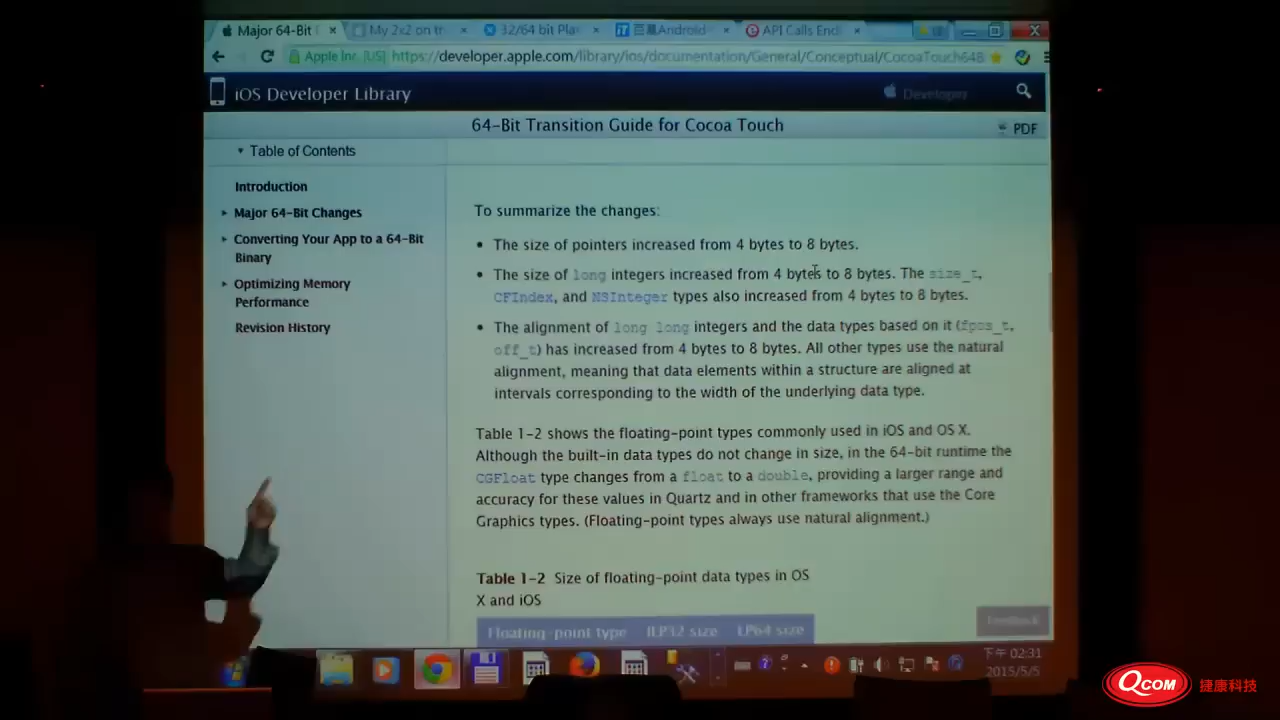 Major 64-Bit
My 2x2 on
32/64 bit
API Calls
Apple Inc. [US] https://developer.apple.com/library/ios/documentation/General/Conceptual/CocoaTouch64B
iOS Developer Library
Developer
64-Bit Transition Guide for Cocoa Touch
PDF
Table of Contents
Introduction
Major 64-Bit Changes
Converting Your App to a 64-Bit
Binary
Optimizing Memory
Performance
Revision History
To summarize the changes:
• The size of pointers increased from 4 bytes to 8 bytes.
• The size of long integers increased from 4 bytes to 8 bytes. The size_t,
CFIndex, and NSInteger types also increased from 4 bytes to 8 bytes.
• The alignment of long long integers and the data types based on it (fpos_t,
off_t) has increased from 4 bytes to 8 bytes. All other types use the natural
alignment, meaning that data elements within a structure are aligned at
intervals corresponding to the width of the underlying data type.
Table 1-2 shows the floating-point types commonly used in iOS and OS X.
Although the built-in data types do not change in size, in the 64-bit runtime the
CGFloat type changes from a float to a double, providing a larger range and
accuracy for these values in Quartz and in other frameworks that use the Core
Graphics types. (Floating-point types always use natural alignment.)
Table 1-2 Size of floating-point data types in OS
X and iOS
Floating-point type ILP32 size LP64 size
Feedback
下午 02:31
2015/5/5
QCOM 捷康科技